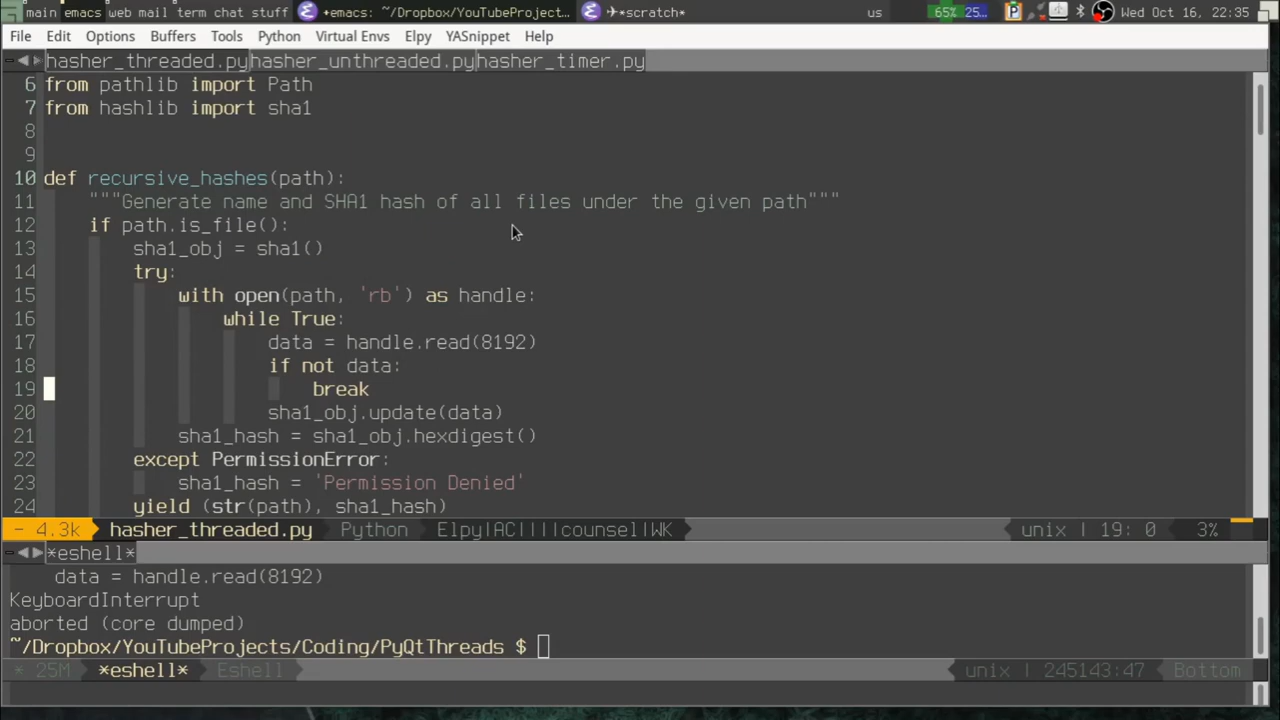 main emacs web mail term chat stuff +emacs: ~/Dropbox/YouTubeProject... ✈*scratch* us 65% 25... Wed Oct 16, 22:35
File Edit Options Buffers Tools Python Virtual Envs Elpy YASnippet Help
hasher_threaded.py hasher_unthreaded.py hasher_timer.py
6 from pathlib import Path
7 from hashlib import sha1
8
9
10 def recursive_hashes(path):
11 """Generate name and SHA1 hash of all files under the given path"""
12 if path.is_file():
13 sha1_obj = sha1()
14 try:
15 with open(path, 'rb') as handle:
16 while True:
17 data = handle.read(8192)
18 if not data:
19 break
20 sha1_obj.update(data)
21 sha1_hash = sha1_obj.hexdigest()
22 except PermissionError:
23 sha1_hash = 'Permission Denied'
24 yield (str(path), sha1_hash)
- 4.3k hasher_threaded.py Python Elpy|AC||||counsel|WK unix | 19: 0 3%
*eshell*
data = handle.read(8192)
KeyboardInterrupt
aborted (core dumped)
~/Dropbox/YouTubeProjects/Coding/PyQtThreads $
* 25M *eshell* Eshell unix | 245143:47 Bottom